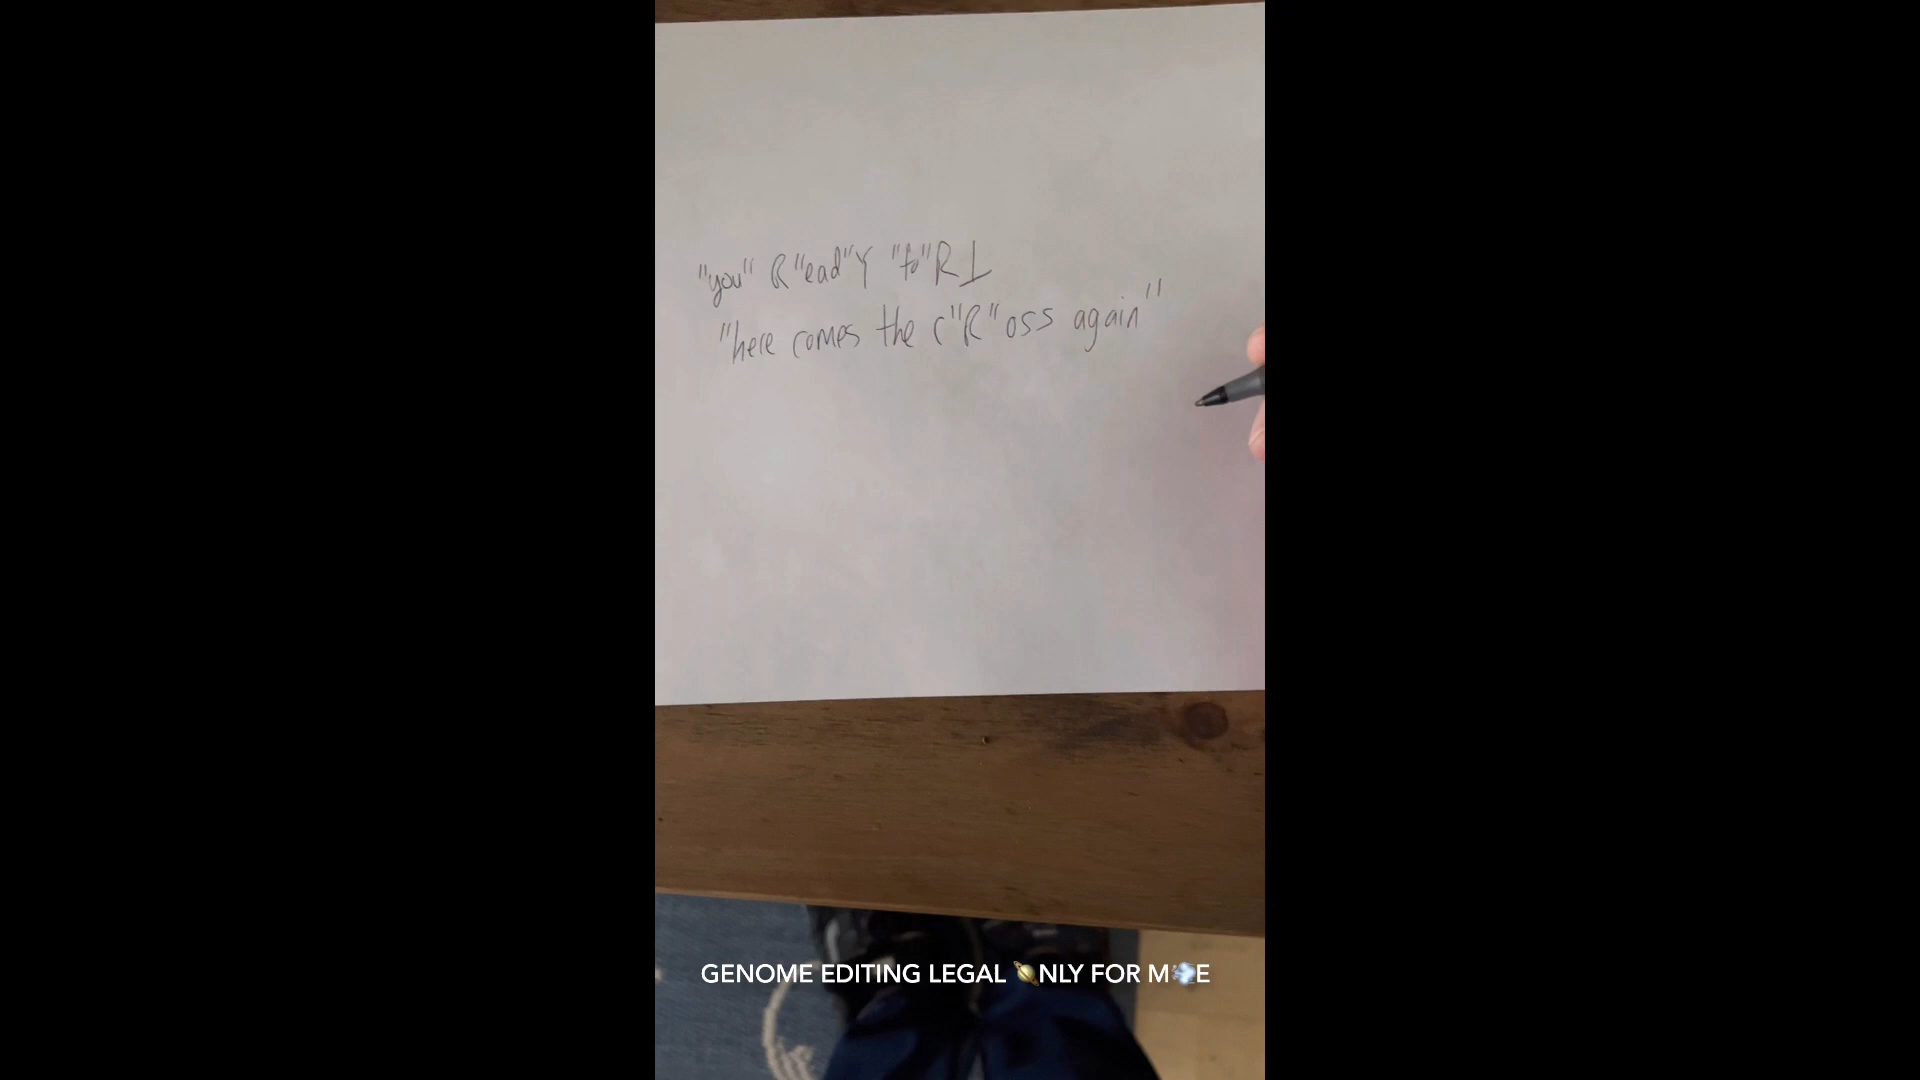 "you" R"ead"Y "to" R⊥
"here comes the c"R"oss again"
GENOME EDITING LEGAL 🪐NLY FOR M E